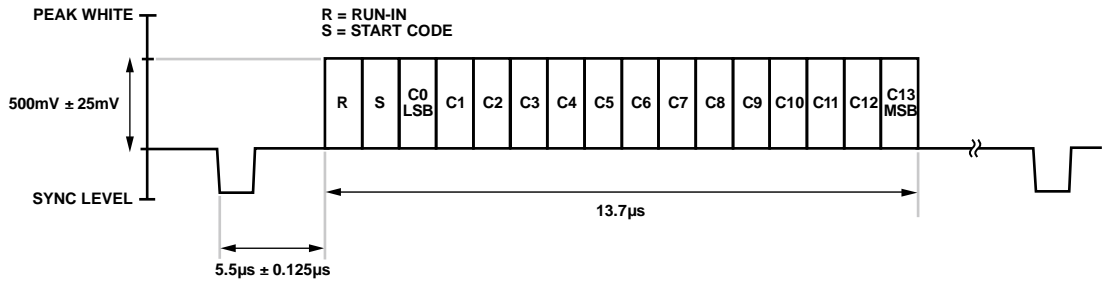 PEAK WHITE
R = RUN-IN
S = START CODE
500mV ± 25mV
R
S
C0
LSB
C1
C2
C3
C4
C5
C6
C7
C8
C9
C10
C11
C12
C13
MSB
SYNC LEVEL
13.7µs
5.5µs ± 0.125µs